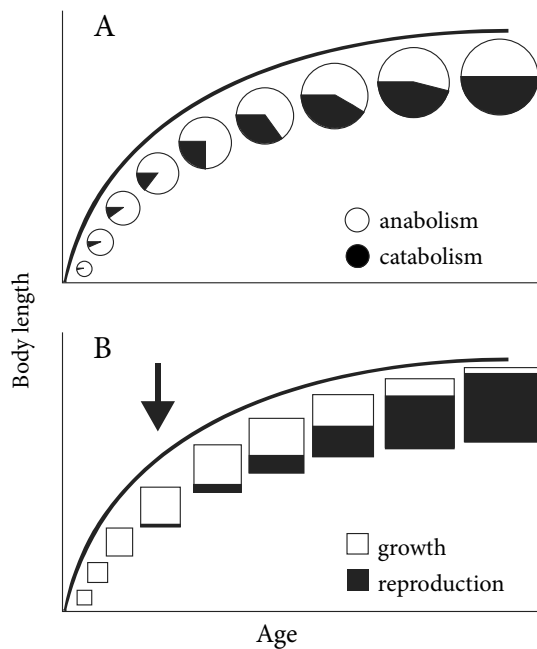 A
anabolism
catabolism
Body length
B
growth
reproduction
Age